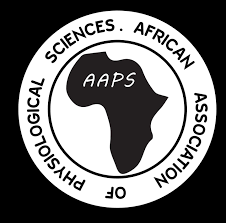 AFRICAN ASSOCIATION OF PHYSIOLOGICAL SCIENCES .
AAPS